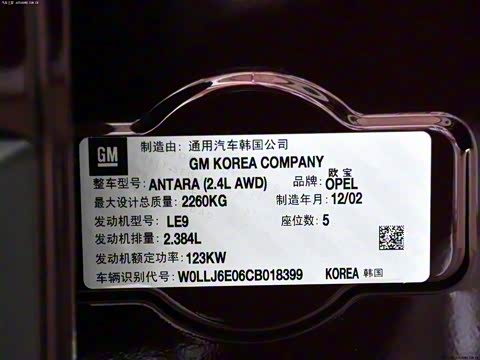 GM
制造由: 通用汽车韩国公司
GM KOREA COMPANY
整车型号: ANTARA (2.4L AWD) 品牌: 欧宝 OPEL
最大设计总质量: 2260KG 制造年月: 12/02
发动机型号: LE9 座位数: 5
发动机排量: 2.384L
发动机额定功率: 123KW
车辆识别代号: W0LLJ6E06CB018399 KOREA 韩国